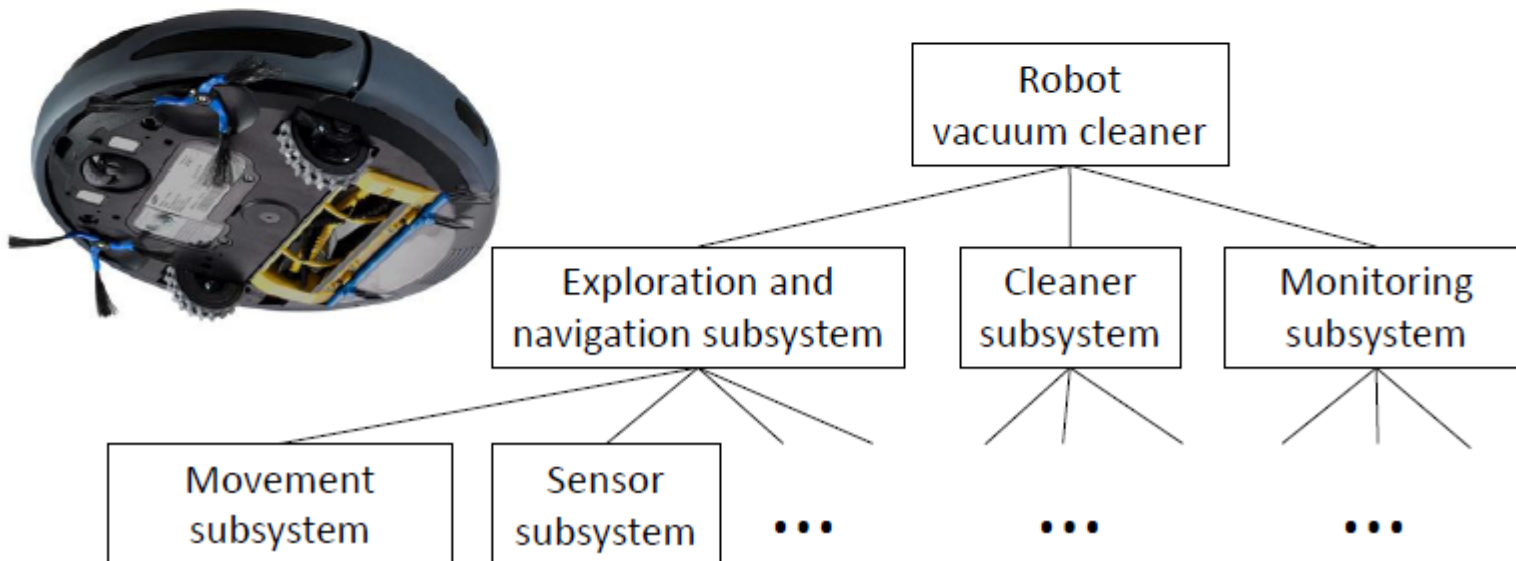 Robot
vacuum cleaner
Exploration and
navigation subsystem
Cleaner
subsystem
Monitoring
subsystem
Movement
subsystem
Sensor
subsystem
...
...
...